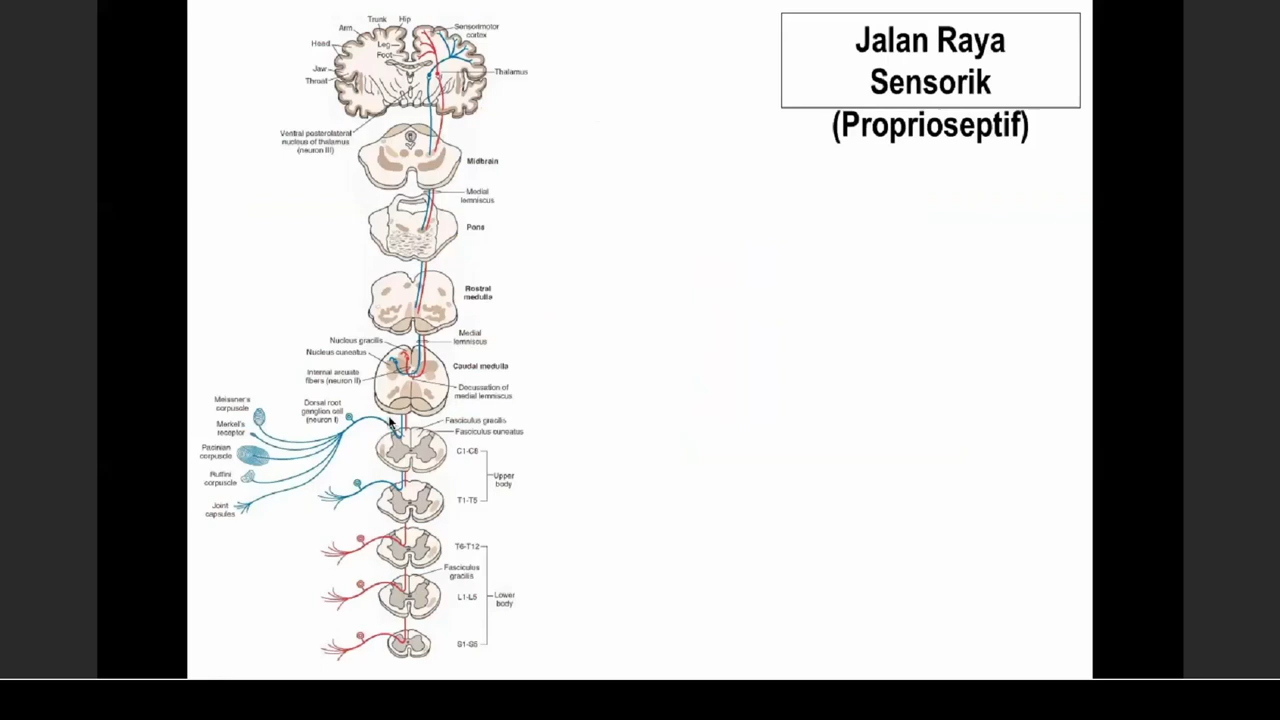 Jalan Raya
Sensorik
(Proprioseptif)
Trunk
Hip
Arm
Sensorimotor
cortex
Head
Leg
Foot
Jaw
Throat
Thalamus
Ventral posterolateral
nucleus of thalamus
(neuron III)
Midbrain
Medial
lemniscus
Pons
Rostral
medulla
Nucleus gracilis
Medial
lemniscus
Nucleus cuneatus
Caudal medulla
Internal arcuate
fibers (neuron II)
Decussation of
medial lemniscus
Meissner's
corpuscle
Dorsal root
ganglion cell
(neuron I)
Fasciculus gracilis
Fasciculus cuneatus
Merkel's
receptor
Pacinian
corpuscle
C1-C8
Upper
body
Ruffini
corpuscle
T1-T5
Joint
capsules
T6-T12
Fasciculus
gracilis
L1-L5
Lower
body
S1-S5